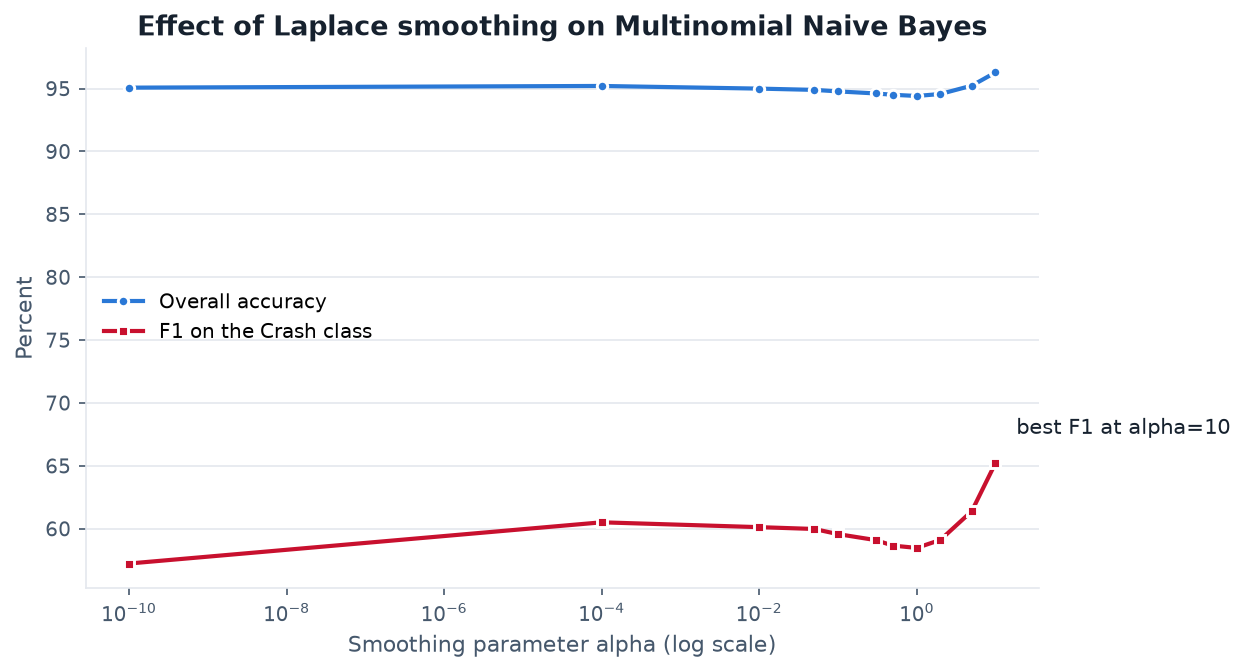 Effect of Laplace smoothing on Multinomial Naive Bayes
95
90
85
80
75
70
65
60
Percent
Overall accuracy
F1 on the Crash class
best F1 at alpha=10
10⁻¹⁰ 10⁻⁸ 10⁻⁶ 10⁻⁴ 10⁻² 10⁰
Smoothing parameter alpha (log scale)